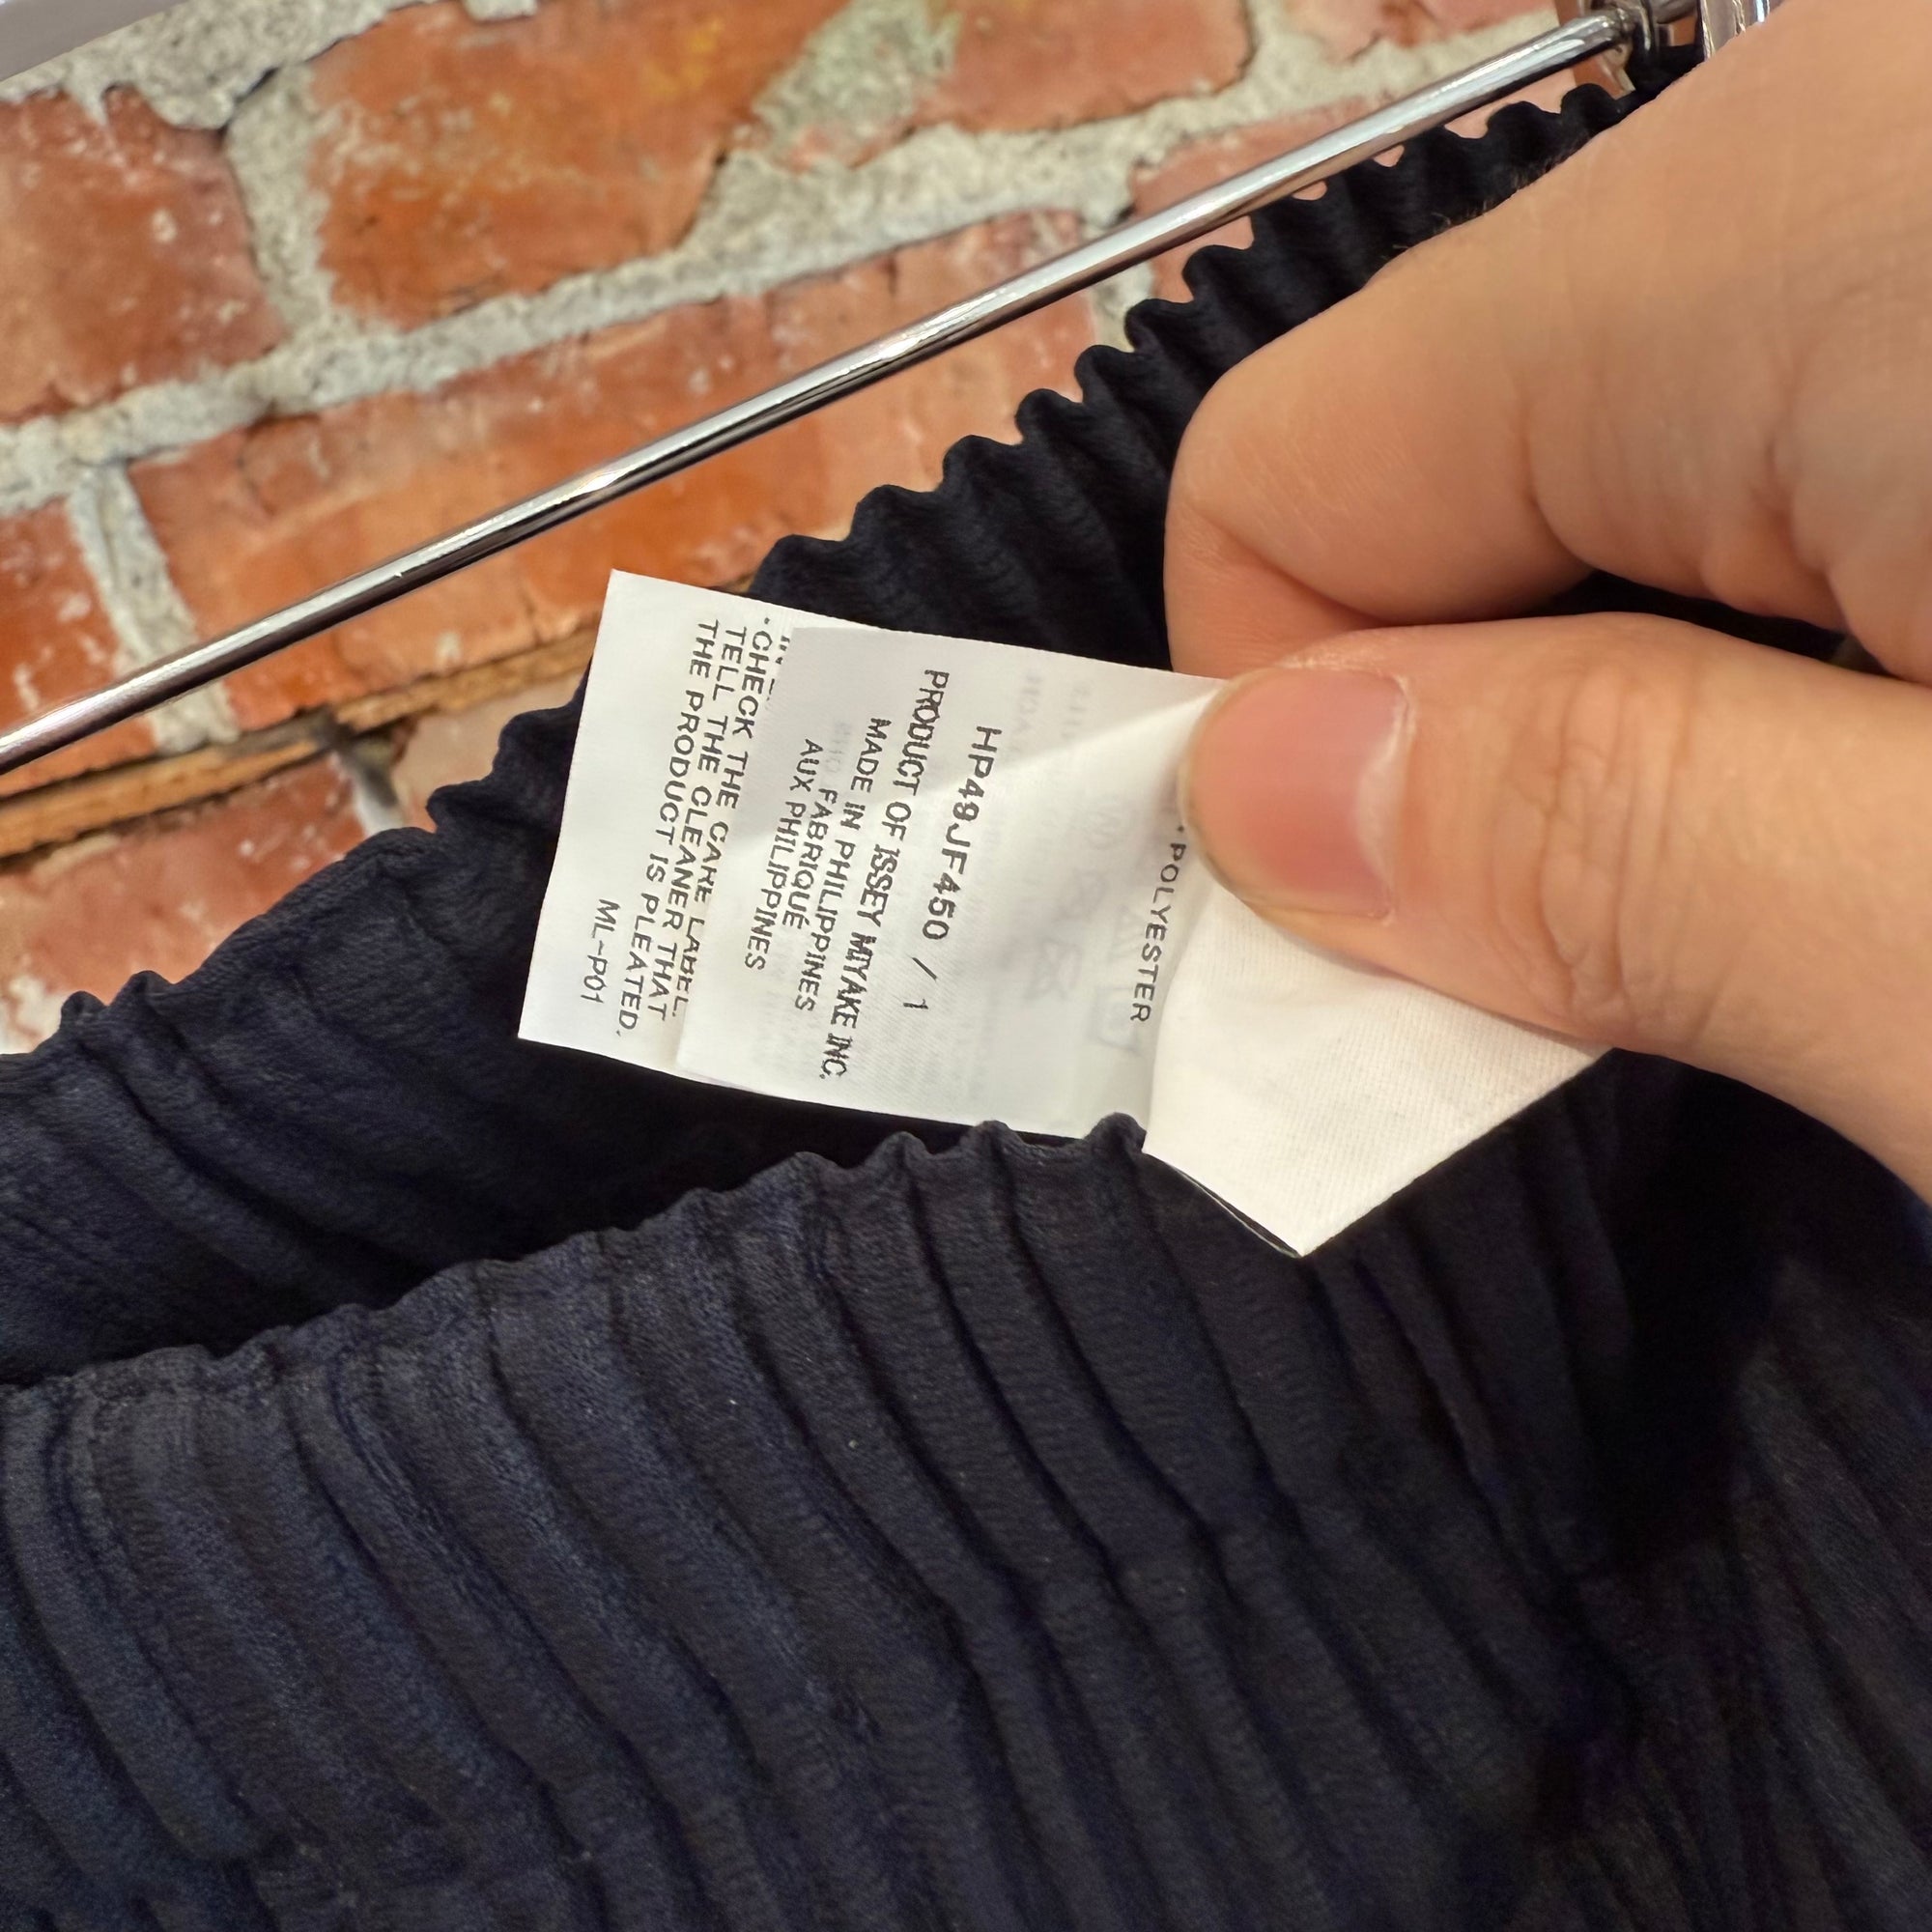 · POLYESTER
HP49JF450 / 1
PRODUCT OF ISSEY MIYAKE INC.
MADE IN PHILIPPINES
FABRIQUÉ
AUX PHILIPPINES
· CHECK THE CARE LABEL.
TELL THE CLEANER THAT
THE PRODUCT IS PLEATED.
ML-P01